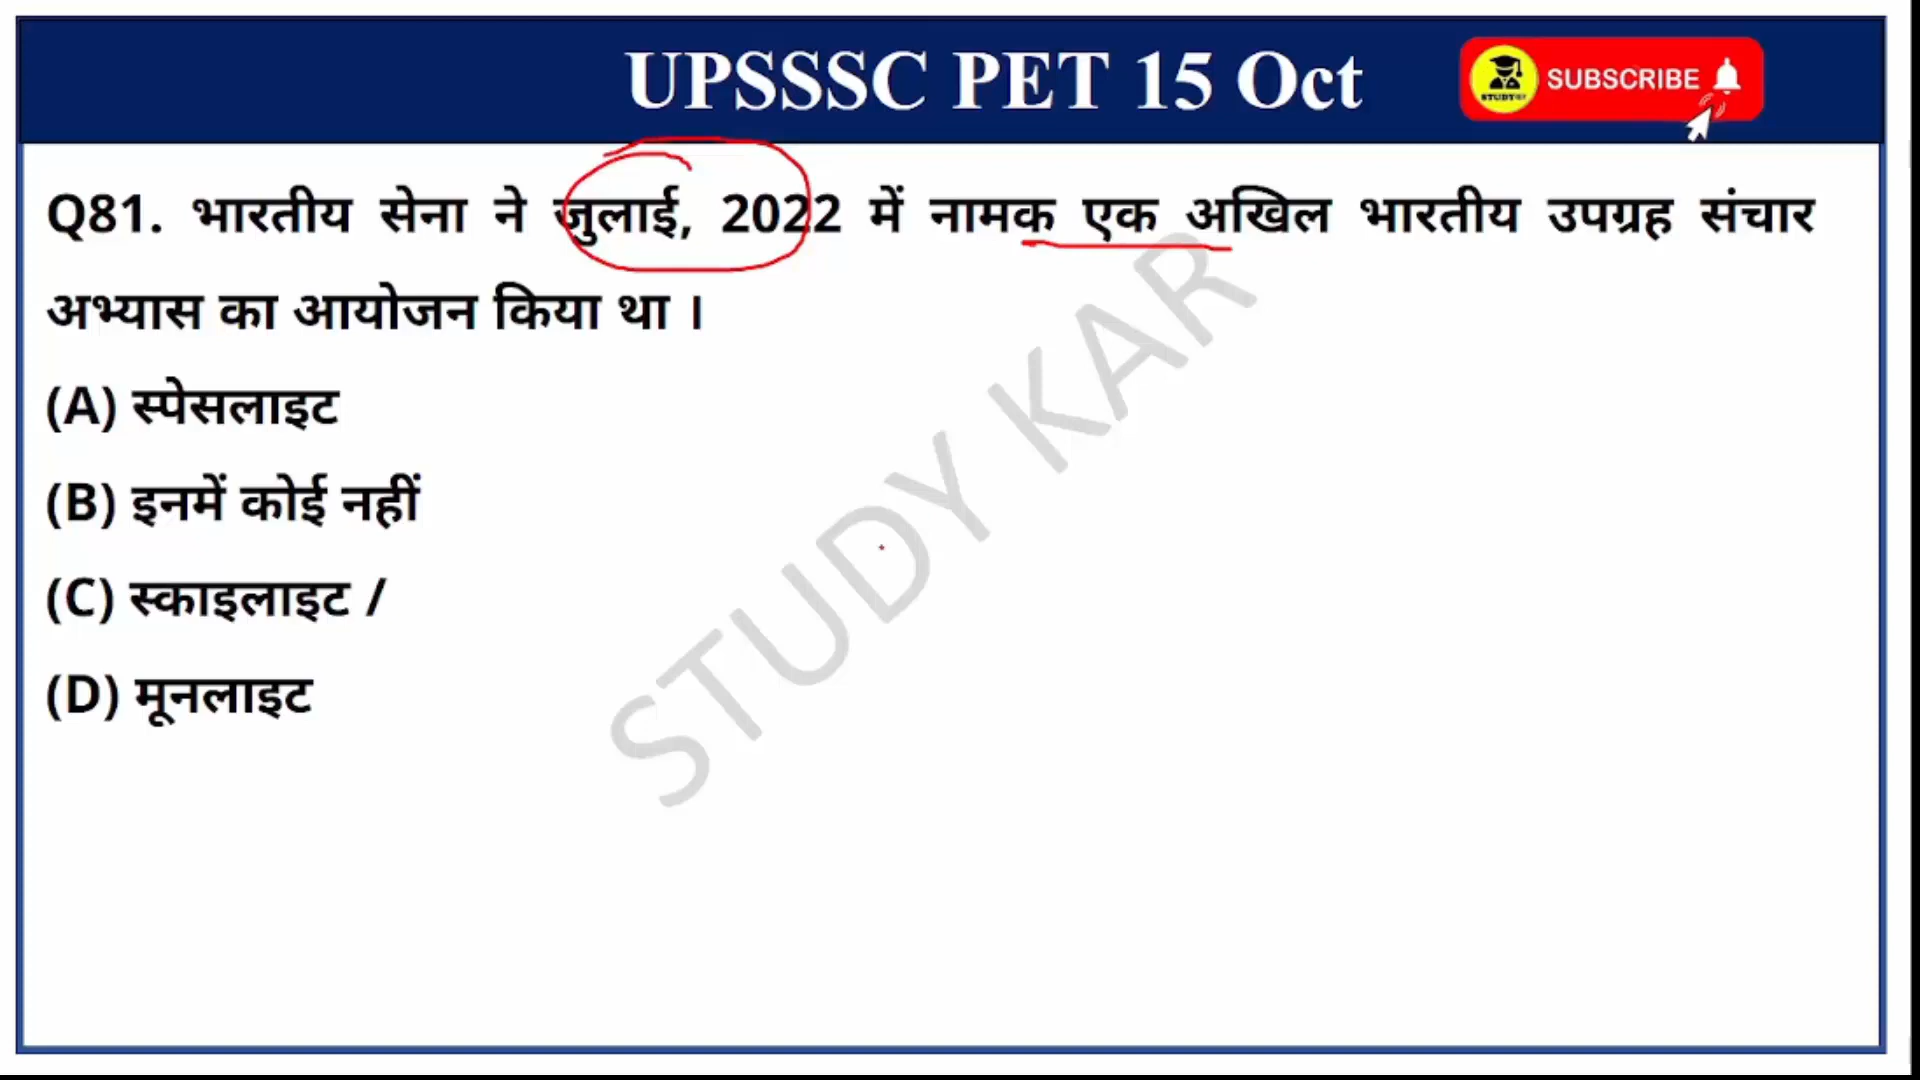 UPSSSC PET 15 Oct
SUBSCRIBE
Q81. भारतीय सेना ने जुलाई, 2022 में नामक एक अखिल भारतीय उपग्रह संचार
अभ्यास का आयोजन किया था ।
(A) स्पेसलाइट
(B) इनमें कोई नहीं
(C) स्काइलाइट /
(D) मूनलाइट
STUDY KAR